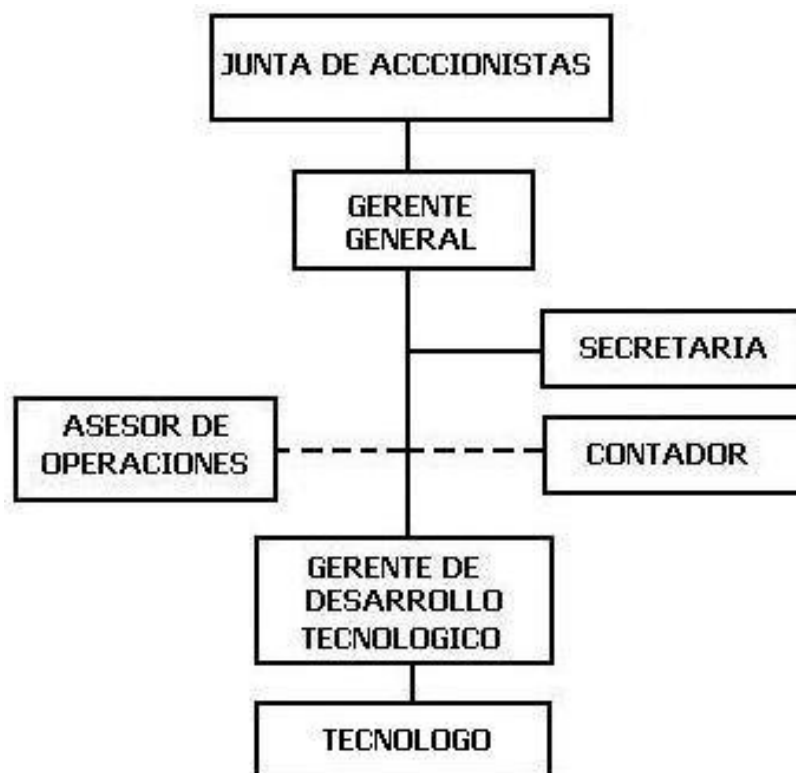 JUNTA DE ACCCIONISTAS
GERENTE
GENERAL
SECRETARIA
ASESOR DE
OPERACIONES
CONTADOR
GERENTE DE
DESARROLLO
TECNOLOGICO
TECNOLOGO